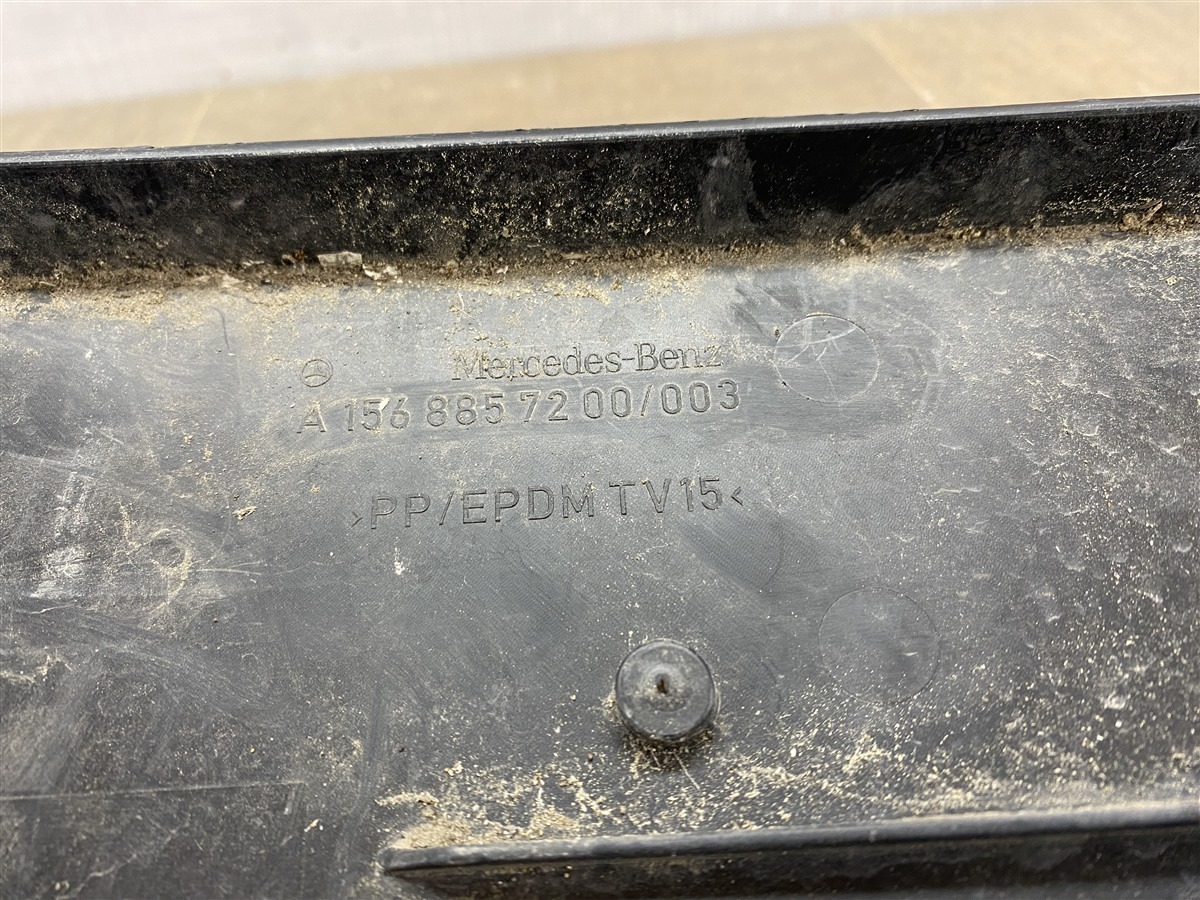 Mercedes-Benz
A 156 885 72 00/003
>PP/EPDM TV15<